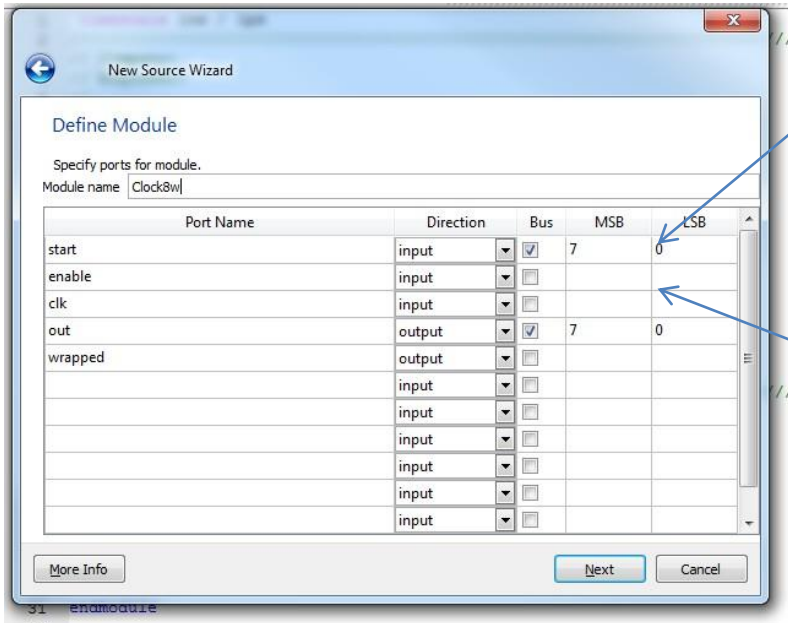 New Source Wizard
Define Module
Specify ports for module.
Module name Clock8w
Port Name Direction Bus MSB LSB
start input 7 0
enable input
clk input
out output 7 0
wrapped output
input
input
input
input
input
input
More Info Next Cancel
31 endmodule